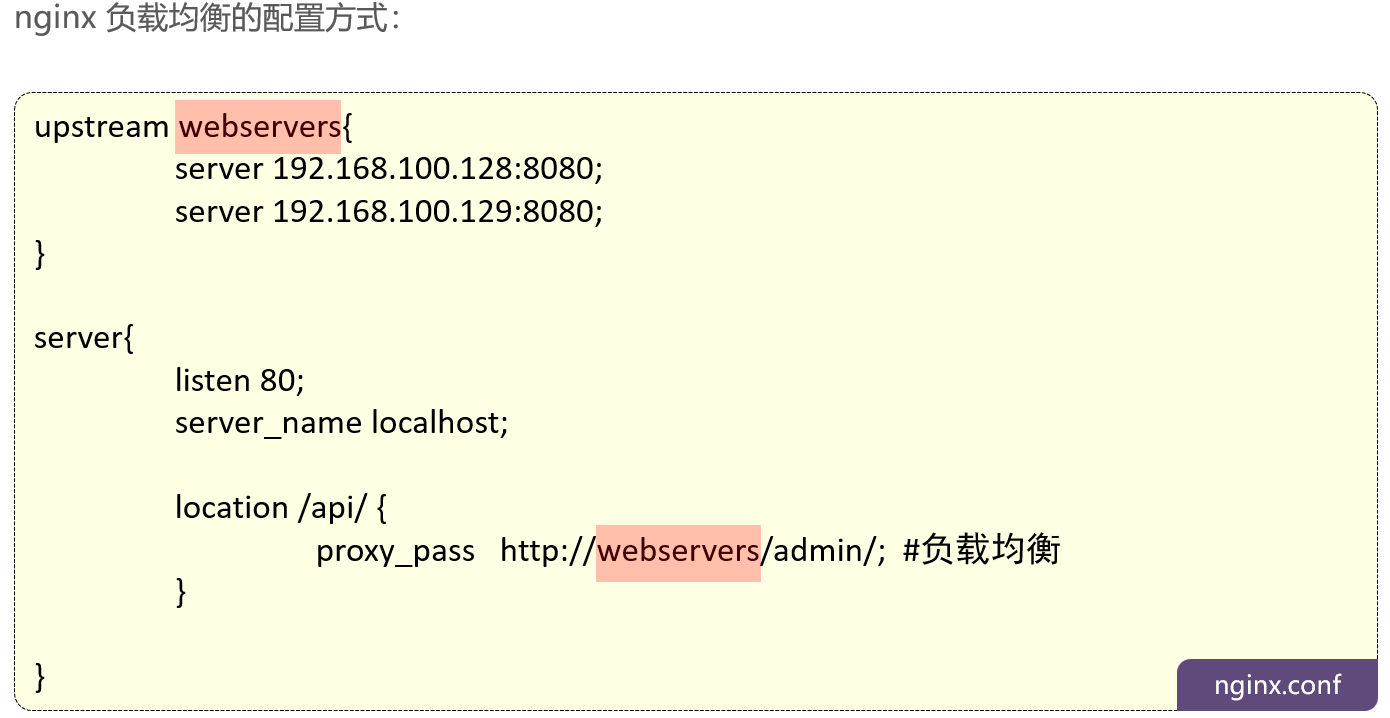 nginx 负载均衡的配置方式：
upstream webservers{
server 192.168.100.128:8080;
server 192.168.100.129:8080;
}
server{
listen 80;
server_name localhost;
location /api/ {
proxy_pass http://webservers/admin/; #负载均衡
}
}
nginx.conf